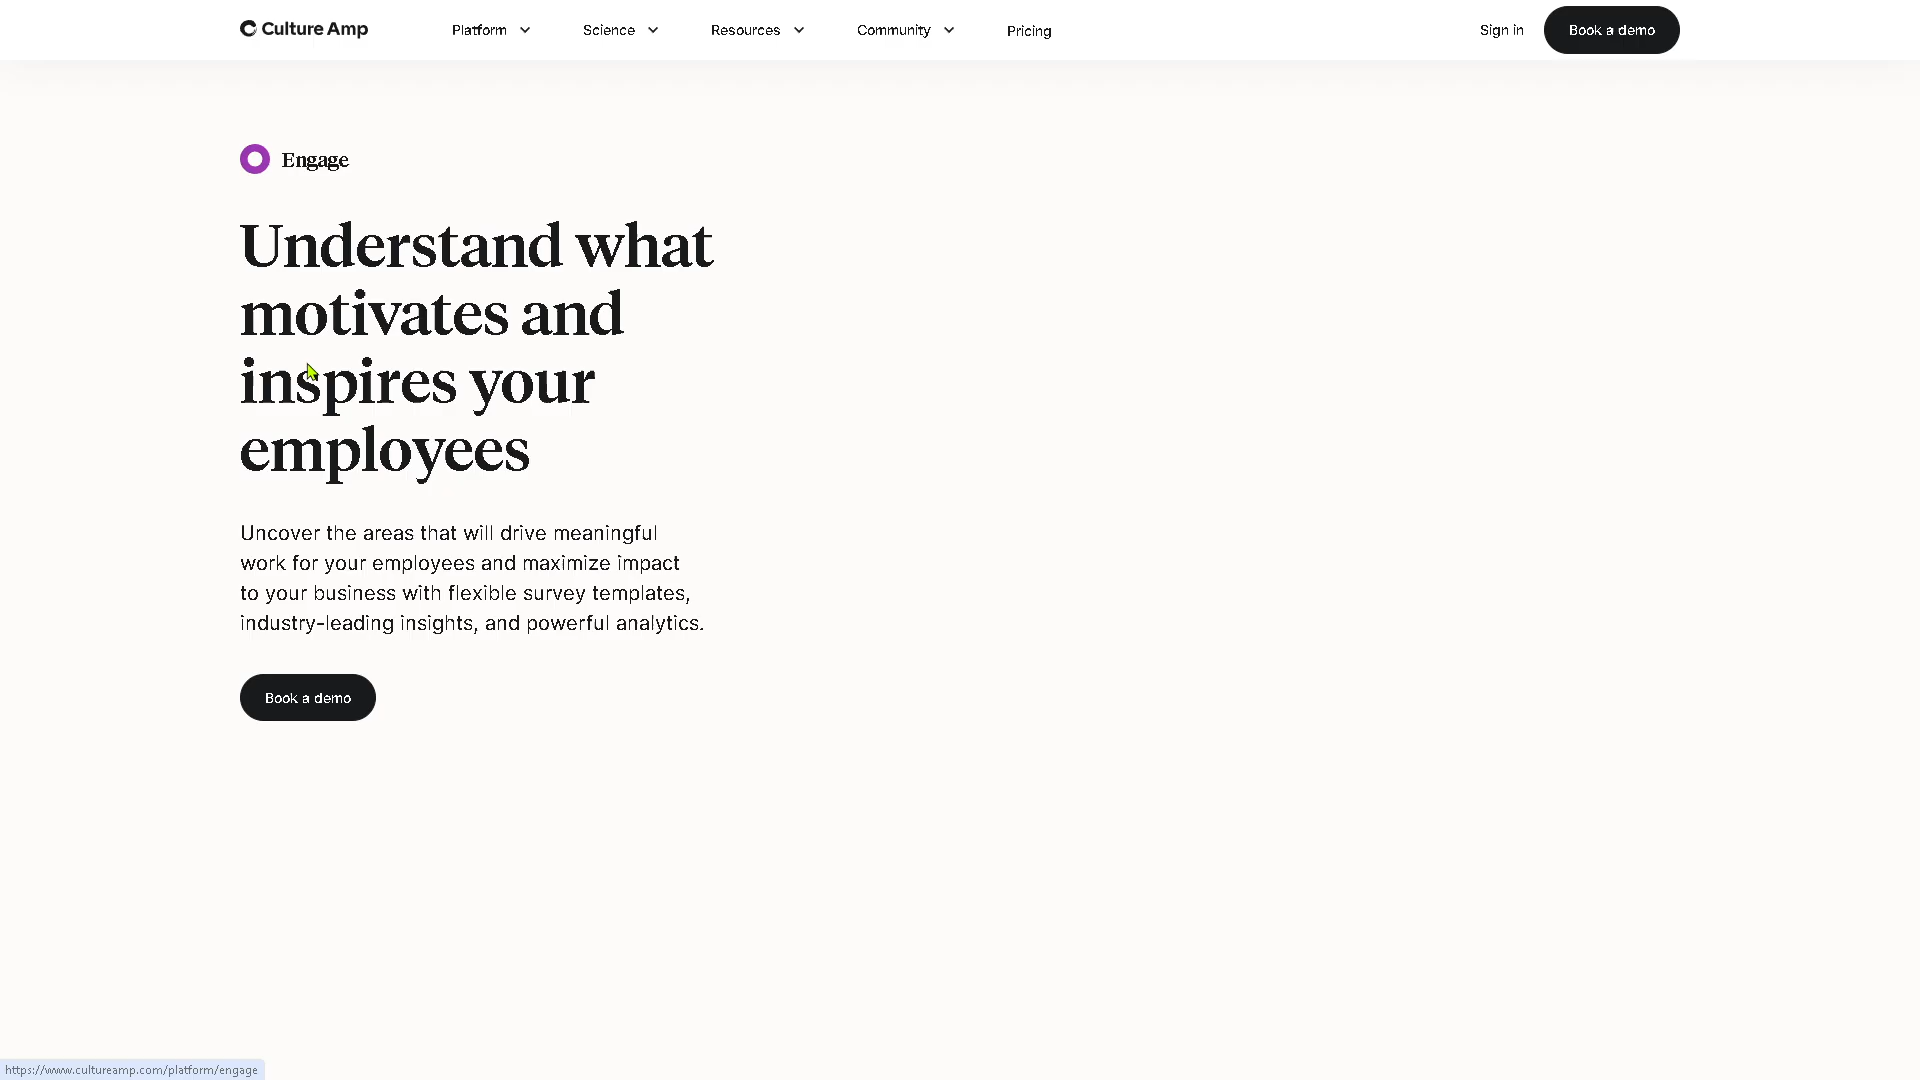 Culture Amp
Platform
Science
Resources
Community
Pricing
Sign in
Book a demo
Engage
Understand what
motivates and
inspires your
employees
Uncover the areas that will drive meaningful
work for your employees and maximize impact
to your business with flexible survey templates,
industry-leading insights, and powerful analytics.
Book a demo
https://www.cultureamp.com/platform/engage